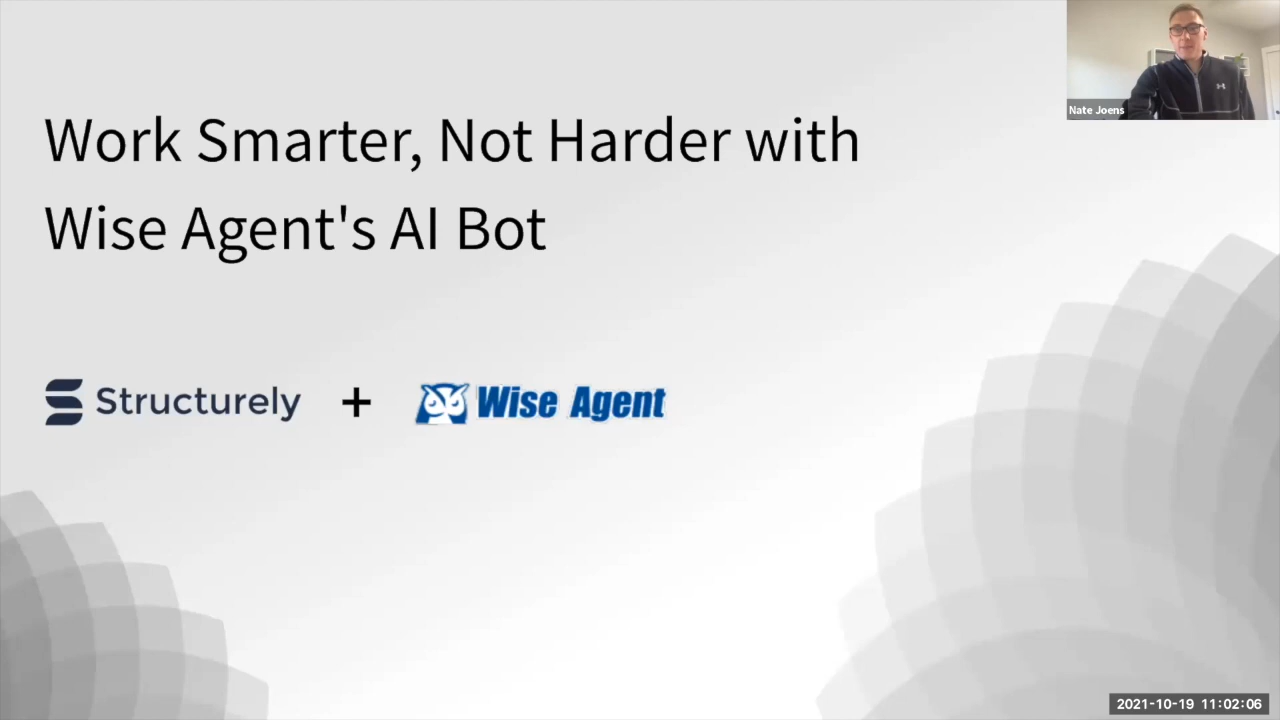 Work Smarter, Not Harder with
Wise Agent's AI Bot
Structurely + Wise Agent
Nate Joens
2021-10-19 11:02:06